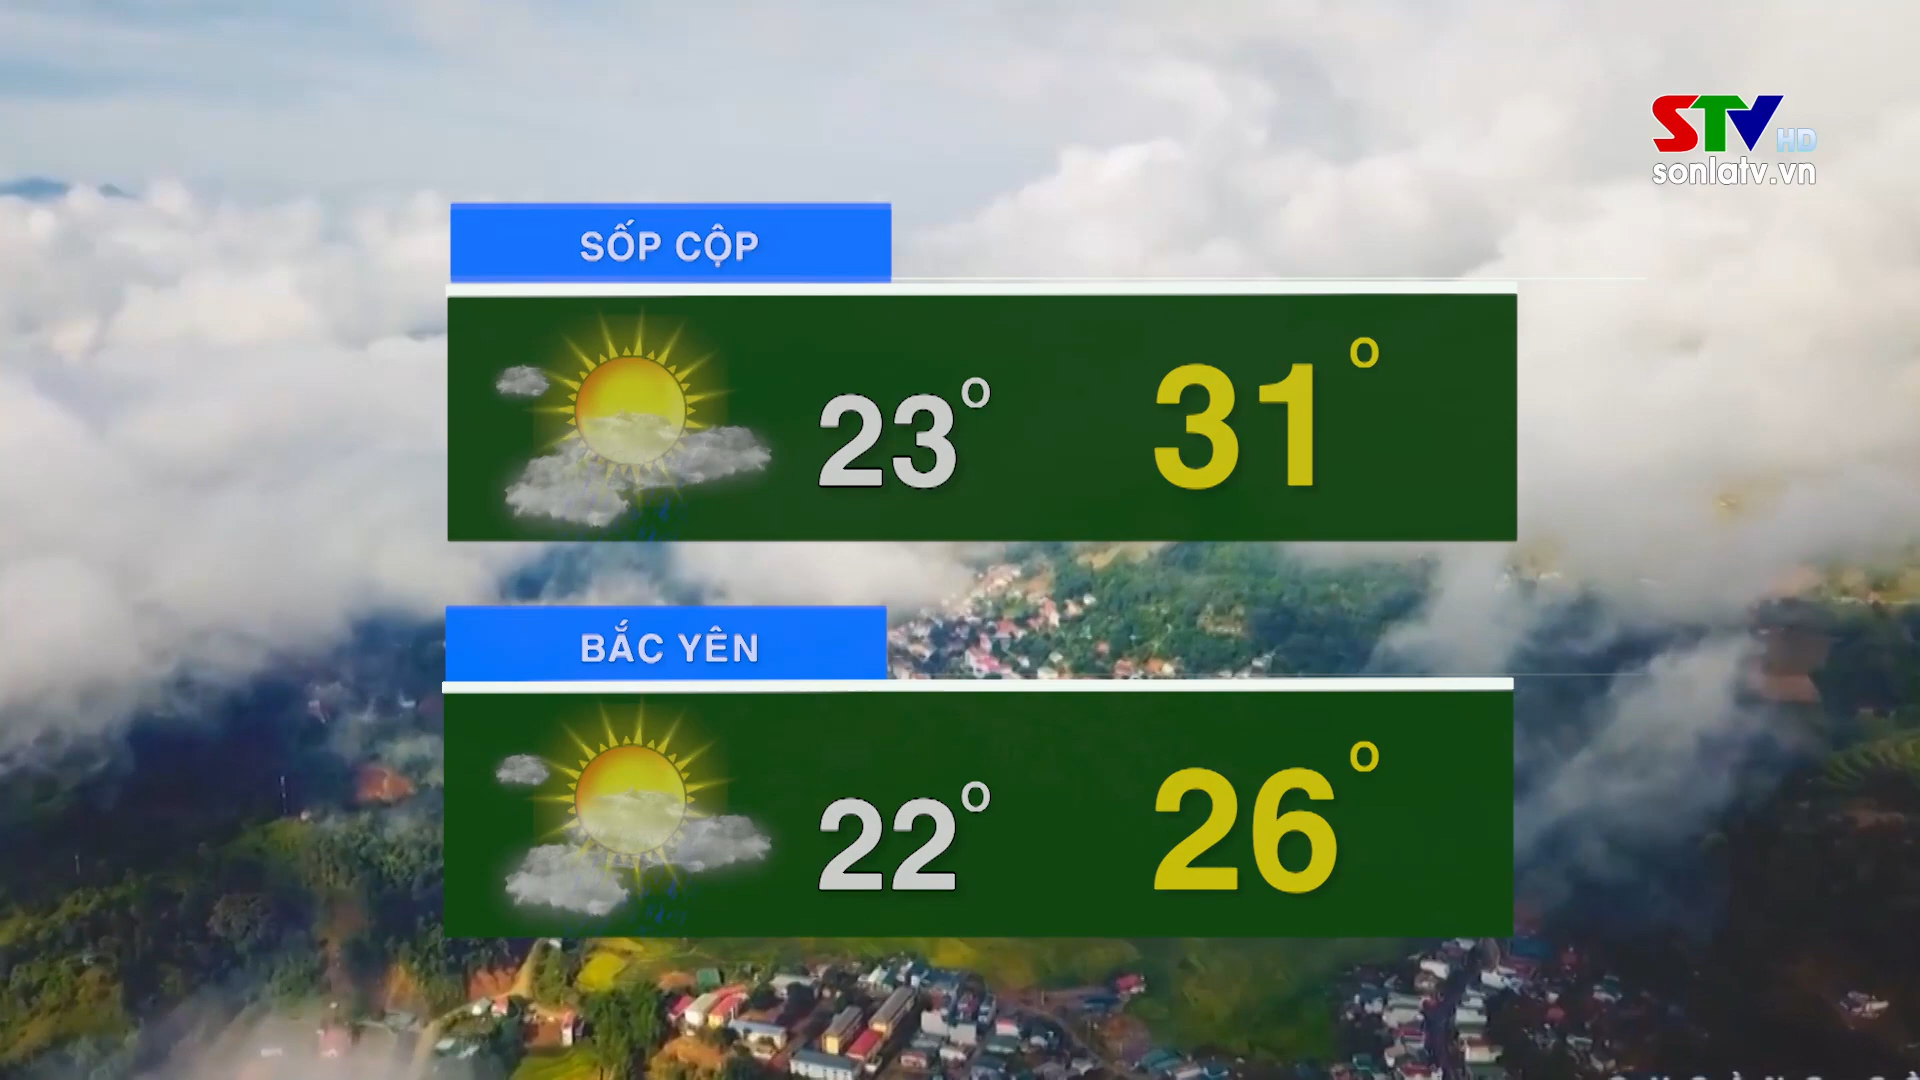 STV HD
sonlatv.vn
SỐP CỘP
23°
31°
BẮC YÊN
22°
26°